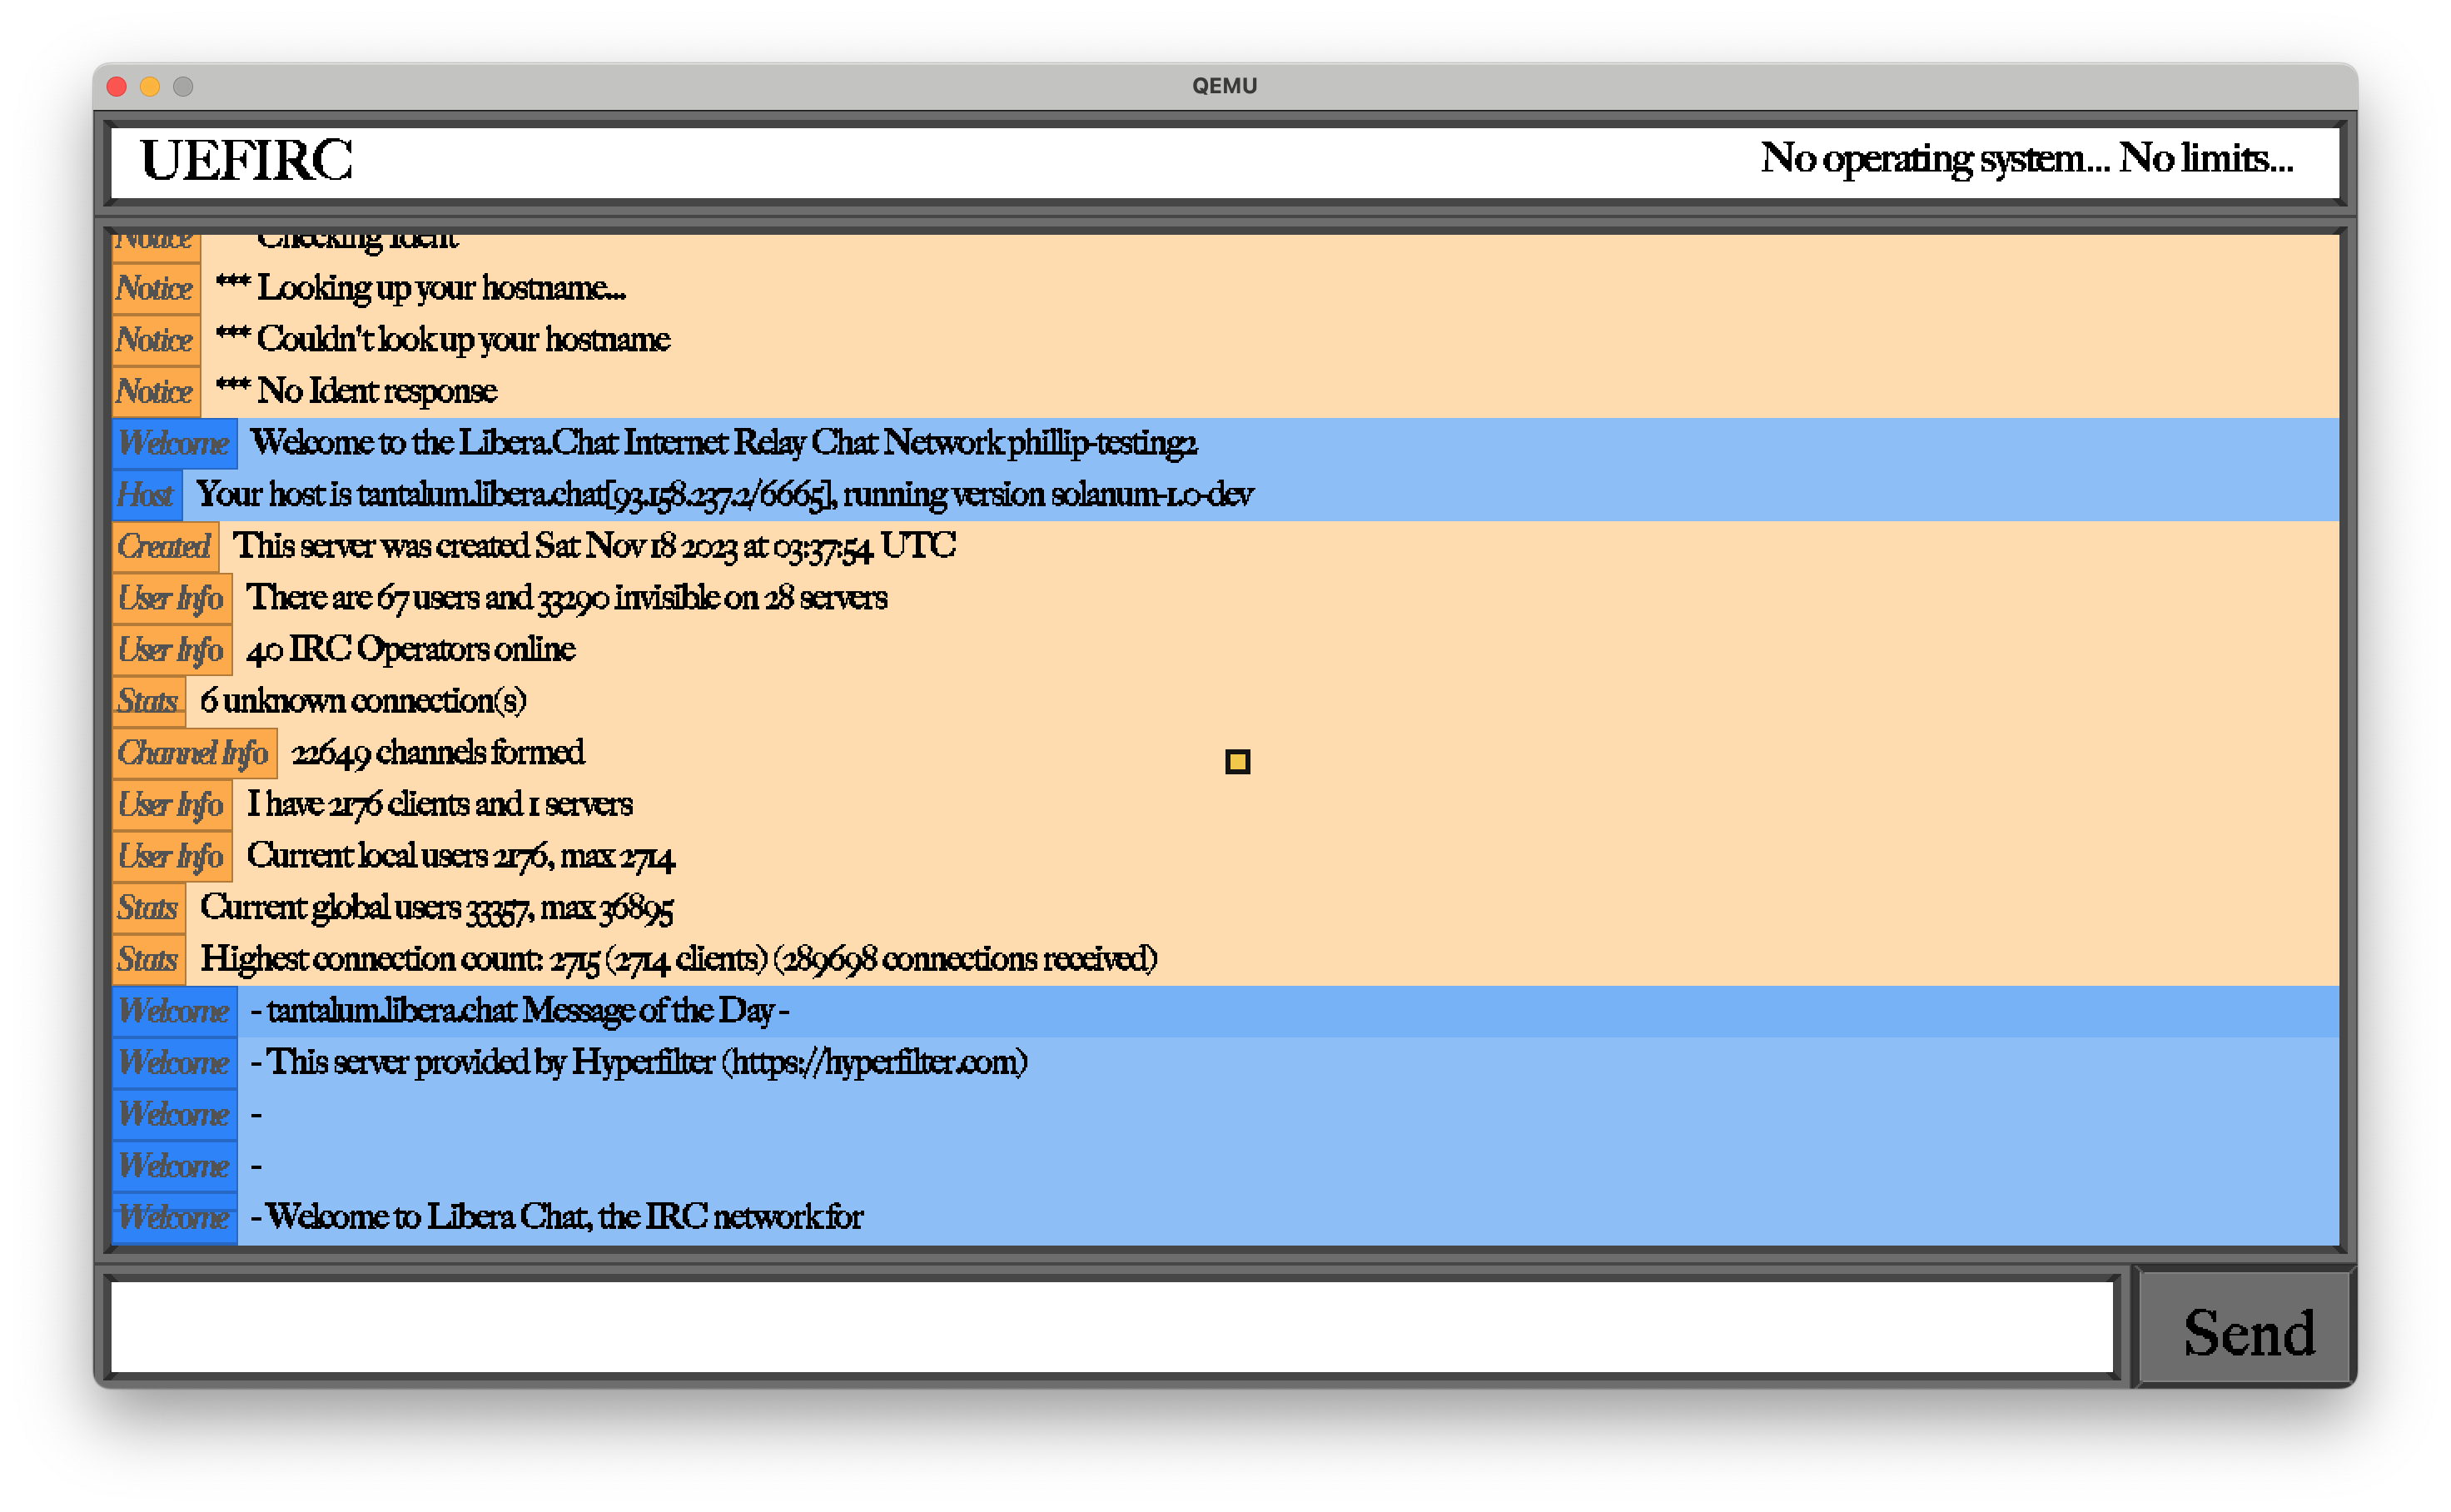 QEMU
UEFIRC
No operating system... No limits...
Notice Checking Ident
Notice *** Looking up your hostname...
Notice *** Couldn't look up your hostname
Notice *** No Ident response
Welcome Welcome to the Libera.Chat Internet Relay Chat Network phillip-testing2
Host Your host is tantalum.libera.chat[93.158.237.2/6665], running version solanum-1.0-dev
Created This server was created Sat Nov 18 2023 at 03:37:54 UTC
User Info There are 67 users and 33290 invisible on 28 servers
User Info 40 IRC Operators online
Stats 6 unknown connection(s)
Channel Info 22649 channels formed
User Info I have 2176 clients and 1 servers
User Info Current local users 2176, max 2714
Stats Current global users 33357, max 36895
Stats Highest connection count: 2715 (2714 clients) (289698 connections received)
Welcome - tantalum.libera.chat Message of the Day -
Welcome - This server provided by Hyperfilter (https://hyperfilter.com)
Welcome -
Welcome -
Welcome - Welcome to Libera Chat, the IRC network for
Send